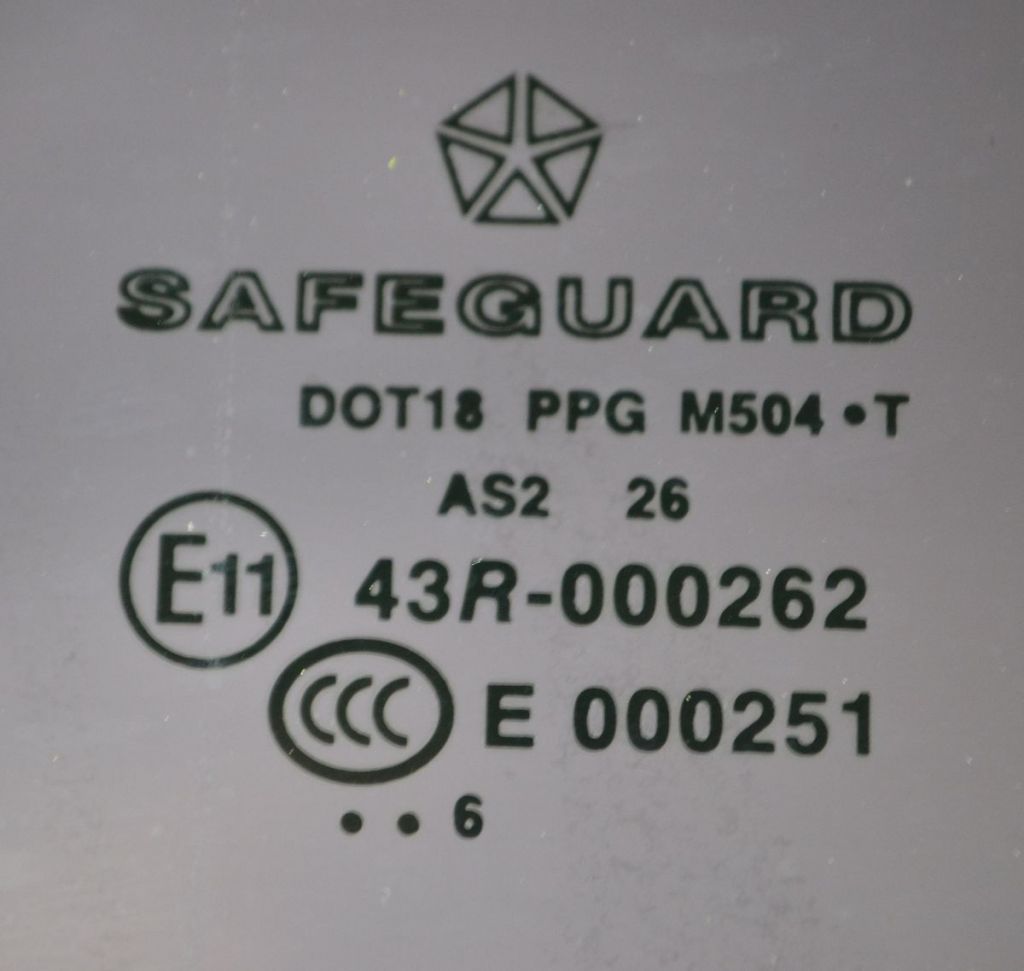 SAFEGUARD
DOT18 PPG M504 •T
AS2 26
E11 43R-000262
CCC E 000251
• • 6